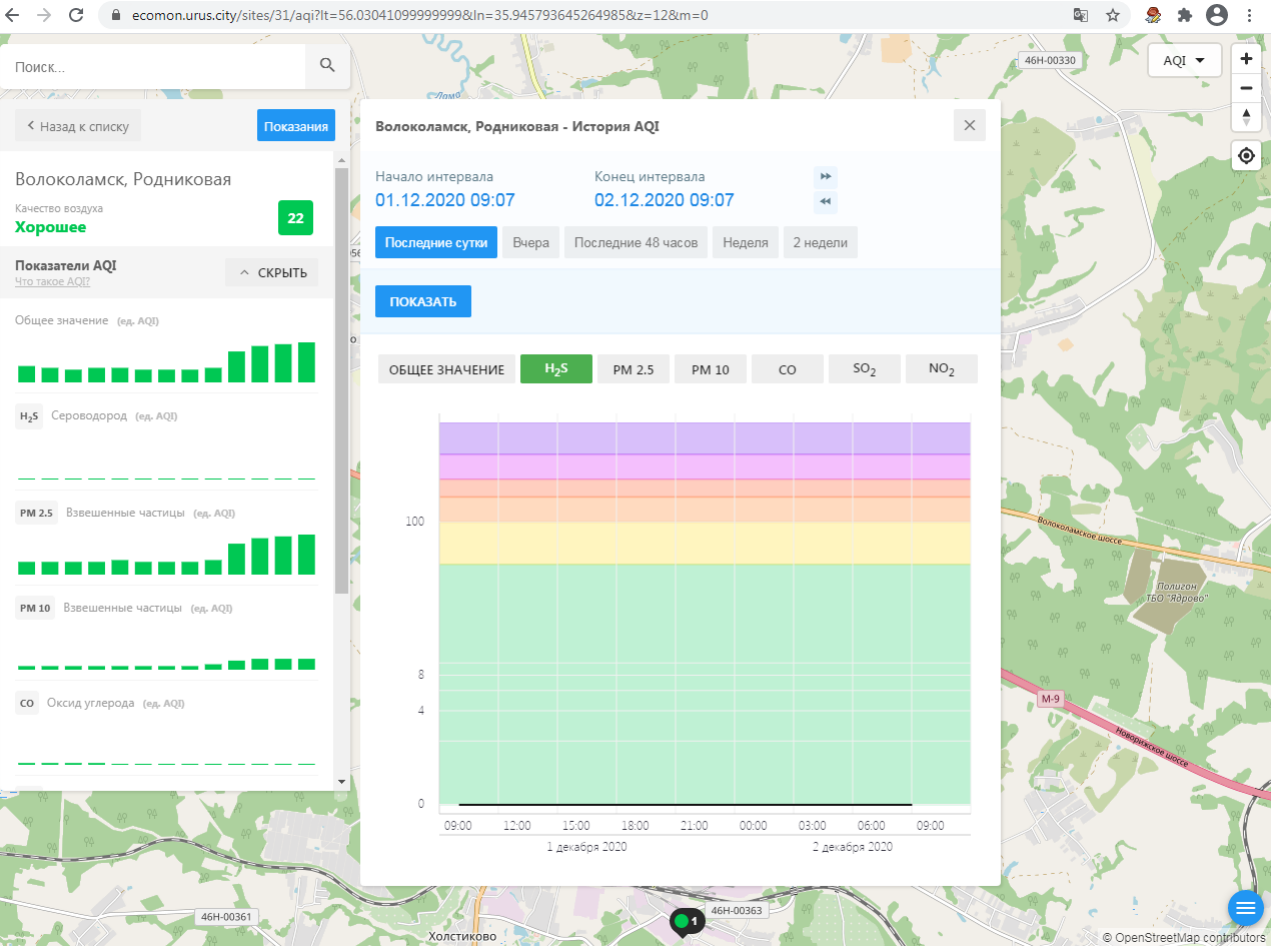 ecomon.urus.city/sites/31/aqi?lt=56.03041099999999&ln=35.945793645264985&z=12&m=0
Поиск...
Назад к списку
Показания
Волоколамск, Родниковая
Качество воздуха
Хорошее
22
Показатели AQI
Что такое AQI?
СКРЫТЬ
Общее значение (ед. AQI)
H₂S Сероводород (ед. AQI)
PM 2.5 Взвешенные частицы (ед. AQI)
PM 10 Взвешенные частицы (ед. AQI)
CO Оксид углерода (ед. AQI)
Волоколамск, Родниковая - История AQI
Начало интервала
Конец интервала
01.12.2020 09:07
02.12.2020 09:07
Последние сутки
Вчера
Последние 48 часов
Неделя
2 недели
ПОКАЗАТЬ
ОБЩЕЕ ЗНАЧЕНИЕ
H₂S
PM 2.5
PM 10
CO
SO₂
NO₂
100
8
4
0
09:00 12:00 15:00 18:00 21:00 00:00 03:00 06:00 09:00
1 декабря 2020
2 декабря 2020
46Н-00330
AQI
Волоколамское шоссе
Полигон
ТБО "Ядрово"
М-9
Новорижское шоссе
46Н-00361
46Н-00363
1
Холстиково
© OpenStreetMap contributors